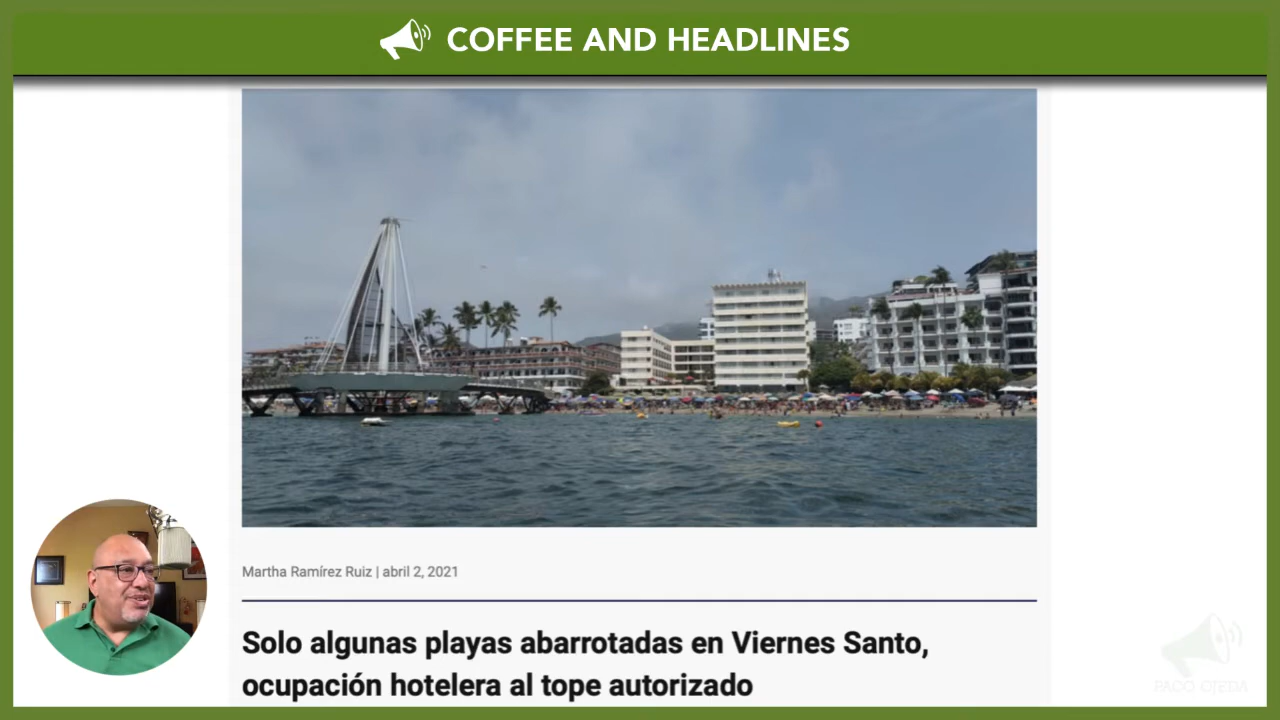 COFFEE AND HEADLINES
Martha Ramírez Ruiz | abril 2, 2021
Solo algunas playas abarrotadas en Viernes Santo,
ocupación hotelera al tope autorizado
PACO OJEDA